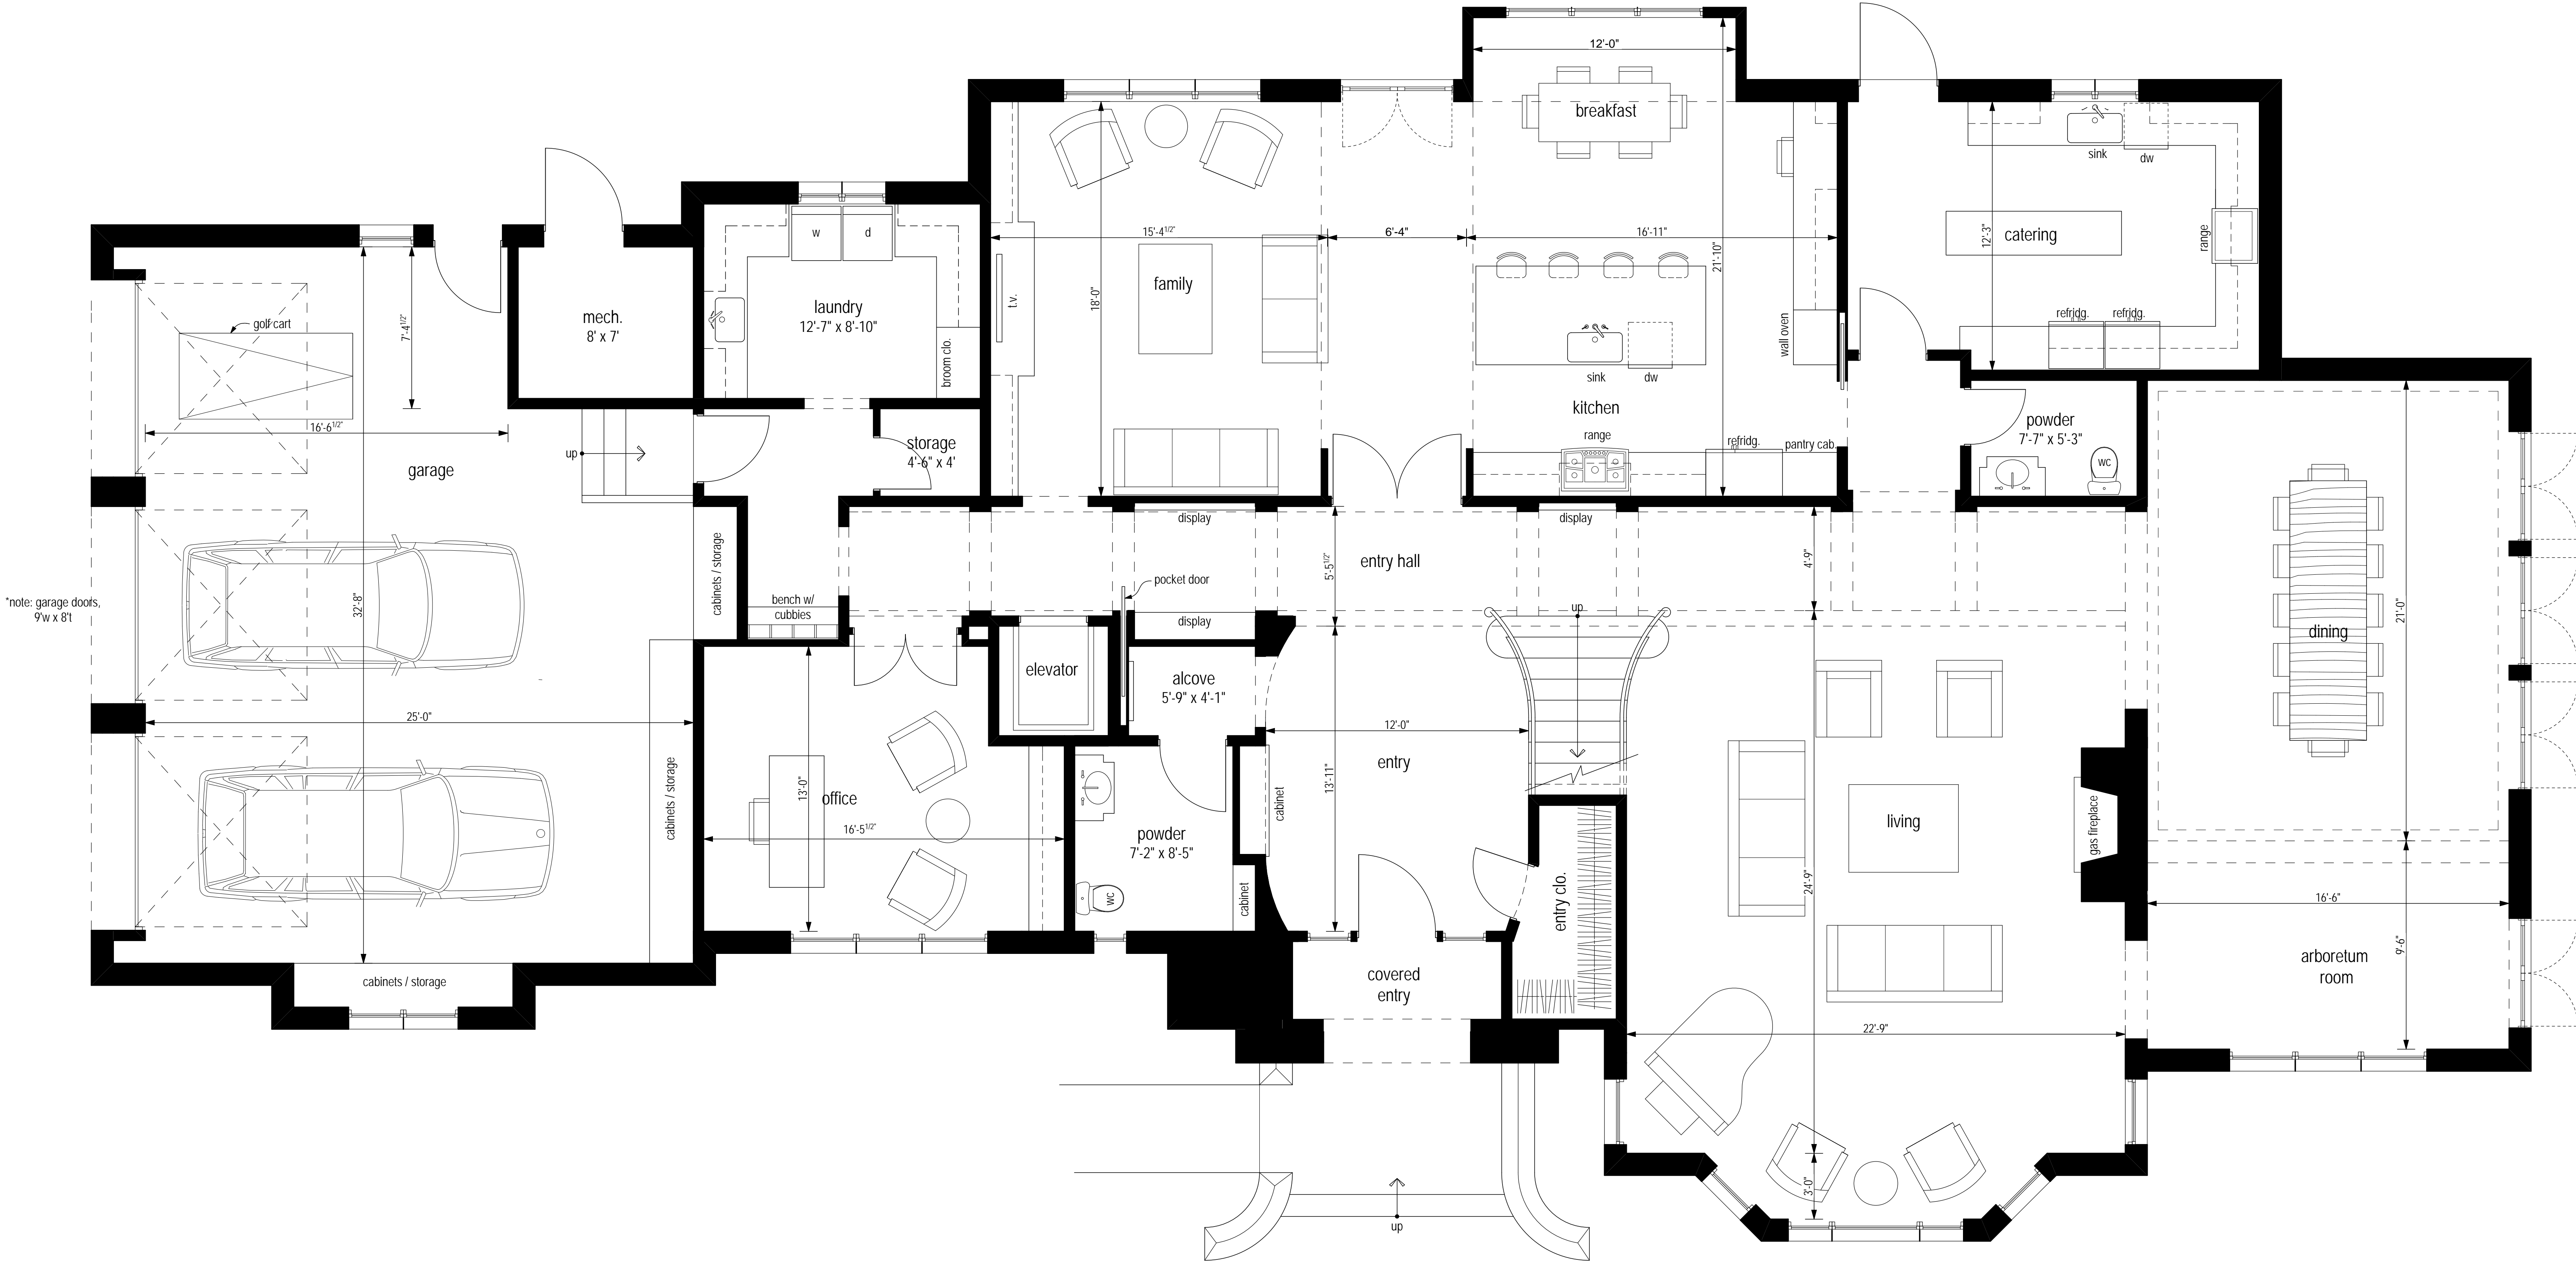 12'-0"
breakfast
sink
dw
15'-4 1/2"
6'-4"
16'-11"
21'-10"
12'-3"
catering
range
w
d
mech.
8' x 7'
laundry
12'-7" x 8'-10"
broom clo.
t.v.
18'-0"
family
wall oven
refridg.
refridg.
golf cart
7'-4 1/2"
16'-6 1/2"
garage
up
storage
4'-6" x 4'
sink
dw
kitchen
range
refridg.
pantry cab.
powder
7'-7" x 5'-3"
wc
display
display
entry hall
5'-5 1/2"
4'-9"
pocket door
cabinets / storage
bench w/
cubbies
display
up
*note: garage doors,
9'w x 8't
32'-8"
21'-0"
dining
elevator
alcove
5'-9" x 4'-1"
25'-0"
12'-0"
entry
13'-11"
cabinet
13'-0"
office
16'-5 1/2"
cabinets / storage
powder
7'-2" x 8'-5"
wc
cabinet
entry clo.
living
24'-9"
gas fireplace
16'-6"
9'-6"
arboretum
room
cabinets / storage
covered
entry
22'-9"
3'-0"
up